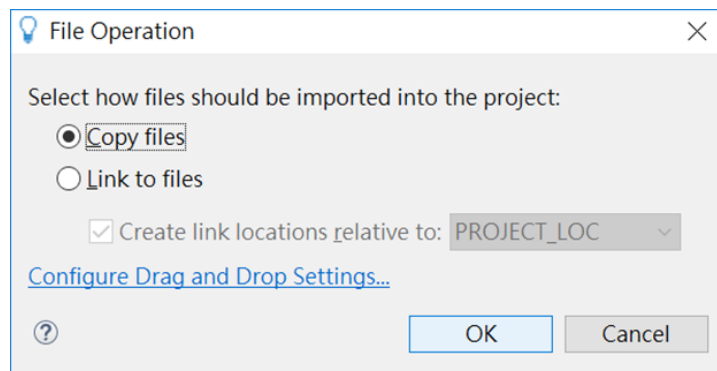 File Operation
Select how files should be imported into the project:
Copy files
Link to files
Create link locations relative to: PROJECT_LOC
Configure Drag and Drop Settings...
? OK Cancel